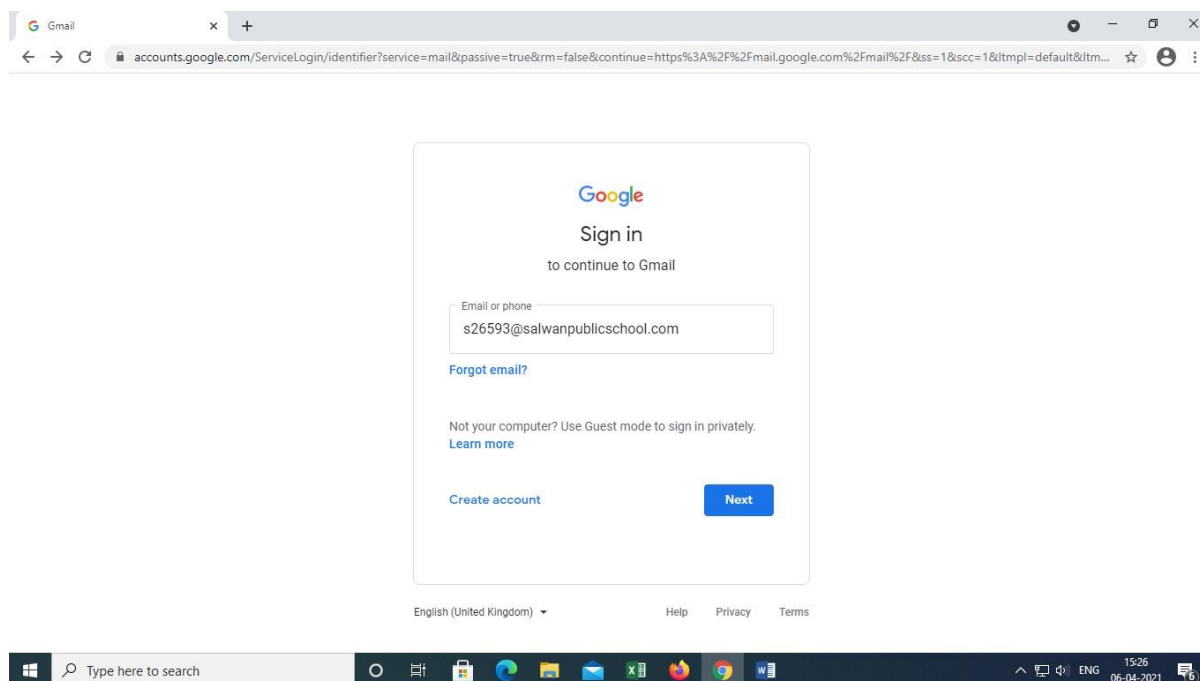 Gmail
accounts.google.com/ServiceLogin/identifier?service=mail&passive=true&rm=false&continue=https%3A%2F%2Fmail.google.com%2Fmail%2F&ss=1&scc=1&ltmpl=default&ltm...
Google
Sign in
to continue to Gmail
Email or phone
s26593@salwanpublicschool.com
Forgot email?
Not your computer? Use Guest mode to sign in privately.
Learn more
Create account Next
English (United Kingdom) Help Privacy Terms
Type here to search ENG 15:26
06-04-2021 6